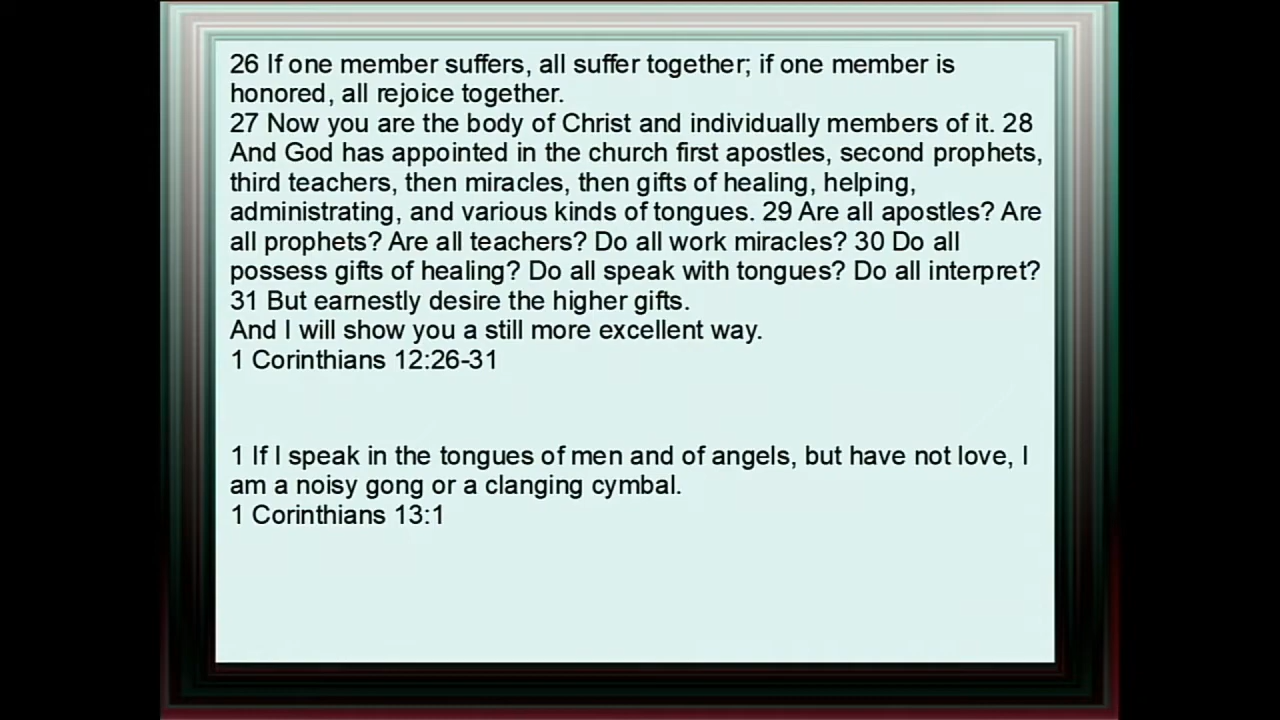 26 If one member suffers, all suffer together; if one member is
honored, all rejoice together.
27 Now you are the body of Christ and individually members of it. 28
And God has appointed in the church first apostles, second prophets,
third teachers, then miracles, then gifts of healing, helping,
administrating, and various kinds of tongues. 29 Are all apostles? Are
all prophets? Are all teachers? Do all work miracles? 30 Do all
possess gifts of healing? Do all speak with tongues? Do all interpret?
31 But earnestly desire the higher gifts.
And I will show you a still more excellent way.
1 Corinthians 12:26-31
1 If I speak in the tongues of men and of angels, but have not love, I
am a noisy gong or a clanging cymbal.
1 Corinthians 13:1